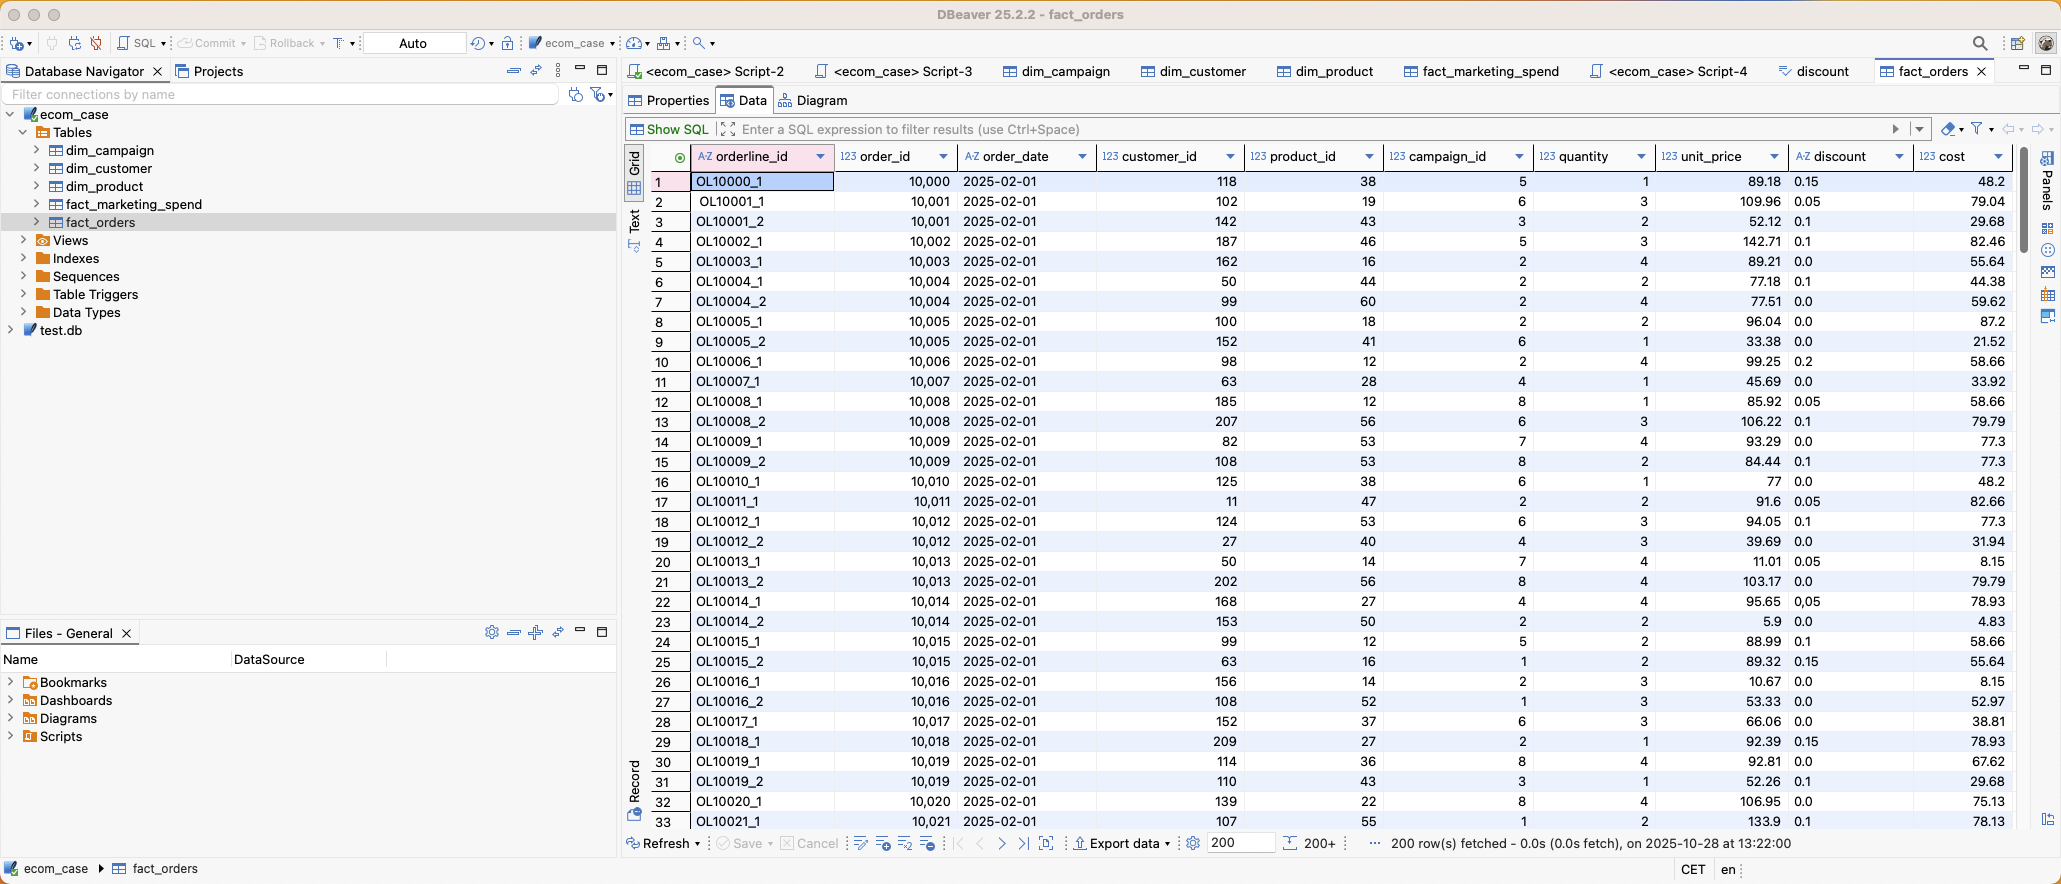 DBeaver 25.2.2 - fact_orders
SQL Commit Rollback T Auto ecom_case
Database Navigator Projects
Filter connections by name
ecom_case
Tables
dim_campaign
dim_customer
dim_product
fact_marketing_spend
fact_orders
Views
Indexes
Sequences
Table Triggers
Data Types
test.db
Files - General
Name DataSource
Bookmarks
Dashboards
Diagrams
Scripts
<ecom_case> Script-2 <ecom_case> Script-3 dim_campaign dim_customer dim_product fact_marketing_spend <ecom_case> Script-4 discount fact_orders
Properties Data Diagram
Show SQL Enter a SQL expression to filter results (use Ctrl+Space)
Grid
Text
Record
Panels
A-Z orderline_id 123 order_id A-Z order_date 123 customer_id 123 product_id 123 campaign_id 123 quantity 123 unit_price A-Z discount 123 cost
1 OL10000_1 10,000 2025-02-01 118 38 5 1 89.18 0.15 48.2
2 OL10001_1 10,001 2025-02-01 102 19 6 3 109.96 0.05 79.04
3 OL10001_2 10,001 2025-02-01 142 43 3 2 52.12 0.1 29.68
4 OL10002_1 10,002 2025-02-01 187 46 5 3 142.71 0.1 82.46
5 OL10003_1 10,003 2025-02-01 162 16 2 4 89.21 0.0 55.64
6 OL10004_1 10,004 2025-02-01 50 44 2 2 77.18 0.1 44.38
7 OL10004_2 10,004 2025-02-01 99 60 2 4 77.51 0.0 59.62
8 OL10005_1 10,005 2025-02-01 100 18 2 2 96.04 0.0 87.2
9 OL10005_2 10,005 2025-02-01 152 41 6 1 33.38 0.0 21.52
10 OL10006_1 10,006 2025-02-01 98 12 2 4 99.25 0.2 58.66
11 OL10007_1 10,007 2025-02-01 63 28 4 1 45.69 0.0 33.92
12 OL10008_1 10,008 2025-02-01 185 12 8 1 85.92 0.05 58.66
13 OL10008_2 10,008 2025-02-01 207 56 6 3 106.22 0.1 79.79
14 OL10009_1 10,009 2025-02-01 82 53 7 4 93.29 0.0 77.3
15 OL10009_2 10,009 2025-02-01 108 53 8 2 84.44 0.1 77.3
16 OL10010_1 10,010 2025-02-01 125 38 6 1 77 0.0 48.2
17 OL10011_1 10,011 2025-02-01 11 47 2 2 91.6 0.05 82.66
18 OL10012_1 10,012 2025-02-01 124 53 6 3 94.05 0.1 77.3
19 OL10012_2 10,012 2025-02-01 27 40 4 3 39.69 0.0 31.94
20 OL10013_1 10,013 2025-02-01 50 14 7 4 11.01 0.05 8.15
21 OL10013_2 10,013 2025-02-01 202 56 8 4 103.17 0.0 79.79
22 OL10014_1 10,014 2025-02-01 168 27 4 4 95.65 0,05 78.93
23 OL10014_2 10,014 2025-02-01 153 50 2 2 5.9 0.0 4.83
24 OL10015_1 10,015 2025-02-01 99 12 5 2 88.99 0.1 58.66
25 OL10015_2 10,015 2025-02-01 63 16 1 2 89.32 0.15 55.64
26 OL10016_1 10,016 2025-02-01 156 14 2 3 10.67 0.0 8.15
27 OL10016_2 10,016 2025-02-01 108 52 1 3 53.33 0.0 52.97
28 OL10017_1 10,017 2025-02-01 152 37 6 3 66.06 0.0 38.81
29 OL10018_1 10,018 2025-02-01 209 27 2 1 92.39 0.15 78.93
30 OL10019_1 10,019 2025-02-01 114 36 8 4 92.81 0.0 67.62
31 OL10019_2 10,019 2025-02-01 110 43 3 1 52.26 0.1 29.68
32 OL10020_1 10,020 2025-02-01 139 22 8 4 106.95 0.0 75.13
33 OL10021_1 10,021 2025-02-01 107 55 1 2 133.9 0.1 78.13
Refresh Save Cancel Export data 200 200+ ... 200 row(s) fetched - 0.0s (0.0s fetch), on 2025-10-28 at 13:22:00
ecom_case fact_orders
CET en